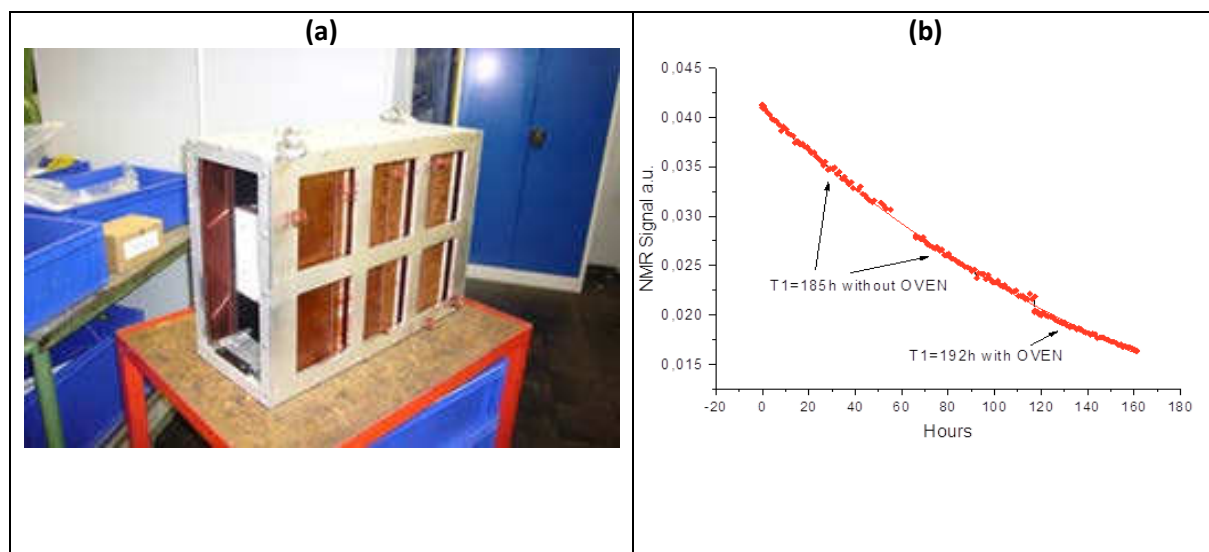 (a)
(b)
0,045
0,040
0,035
0,030
0,025
0,020
0,015
NMR Signal a.u.
T1=185h without OVEN
T1=192h with OVEN
-20 0 20 40 60 80 100 120 140 160 180
Hours